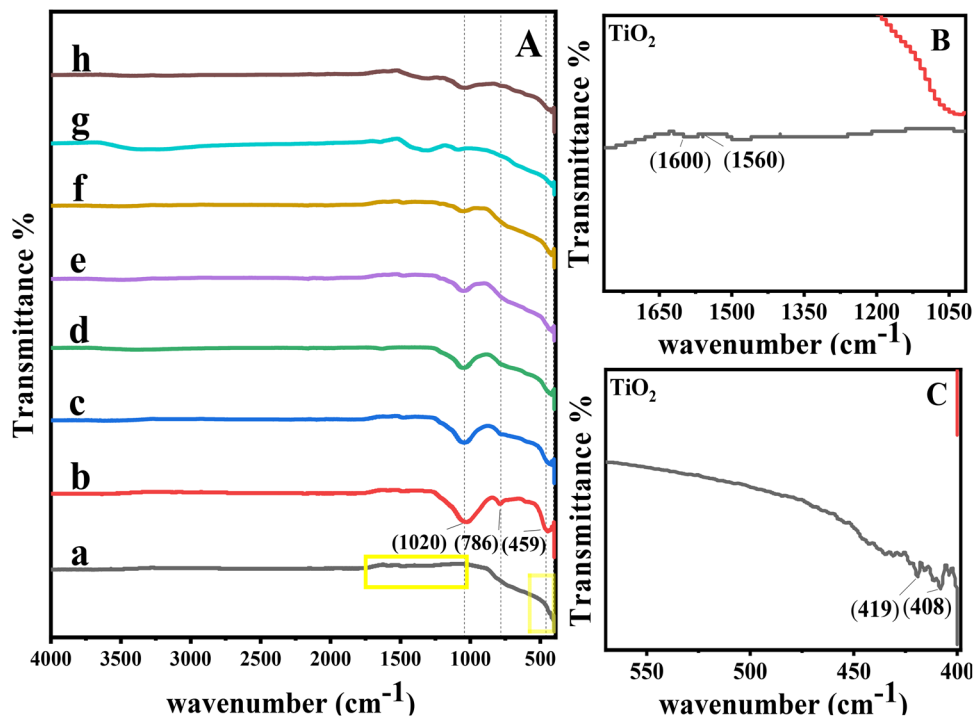 A
h
g
f
e
d
c
b
(1020) (786) (459)
a
Transmittance %
4000 3500 3000 2500 2000 1500 1000 500
wavenumber (cm-1)
TiO2 B
(1600) (1560)
Transmittance %
1650 1500 1350 1200 1050
wavenumber (cm-1)
TiO2 C
(419) (408)
Transmittance %
550 500 450 400
wavenumber (cm-1)